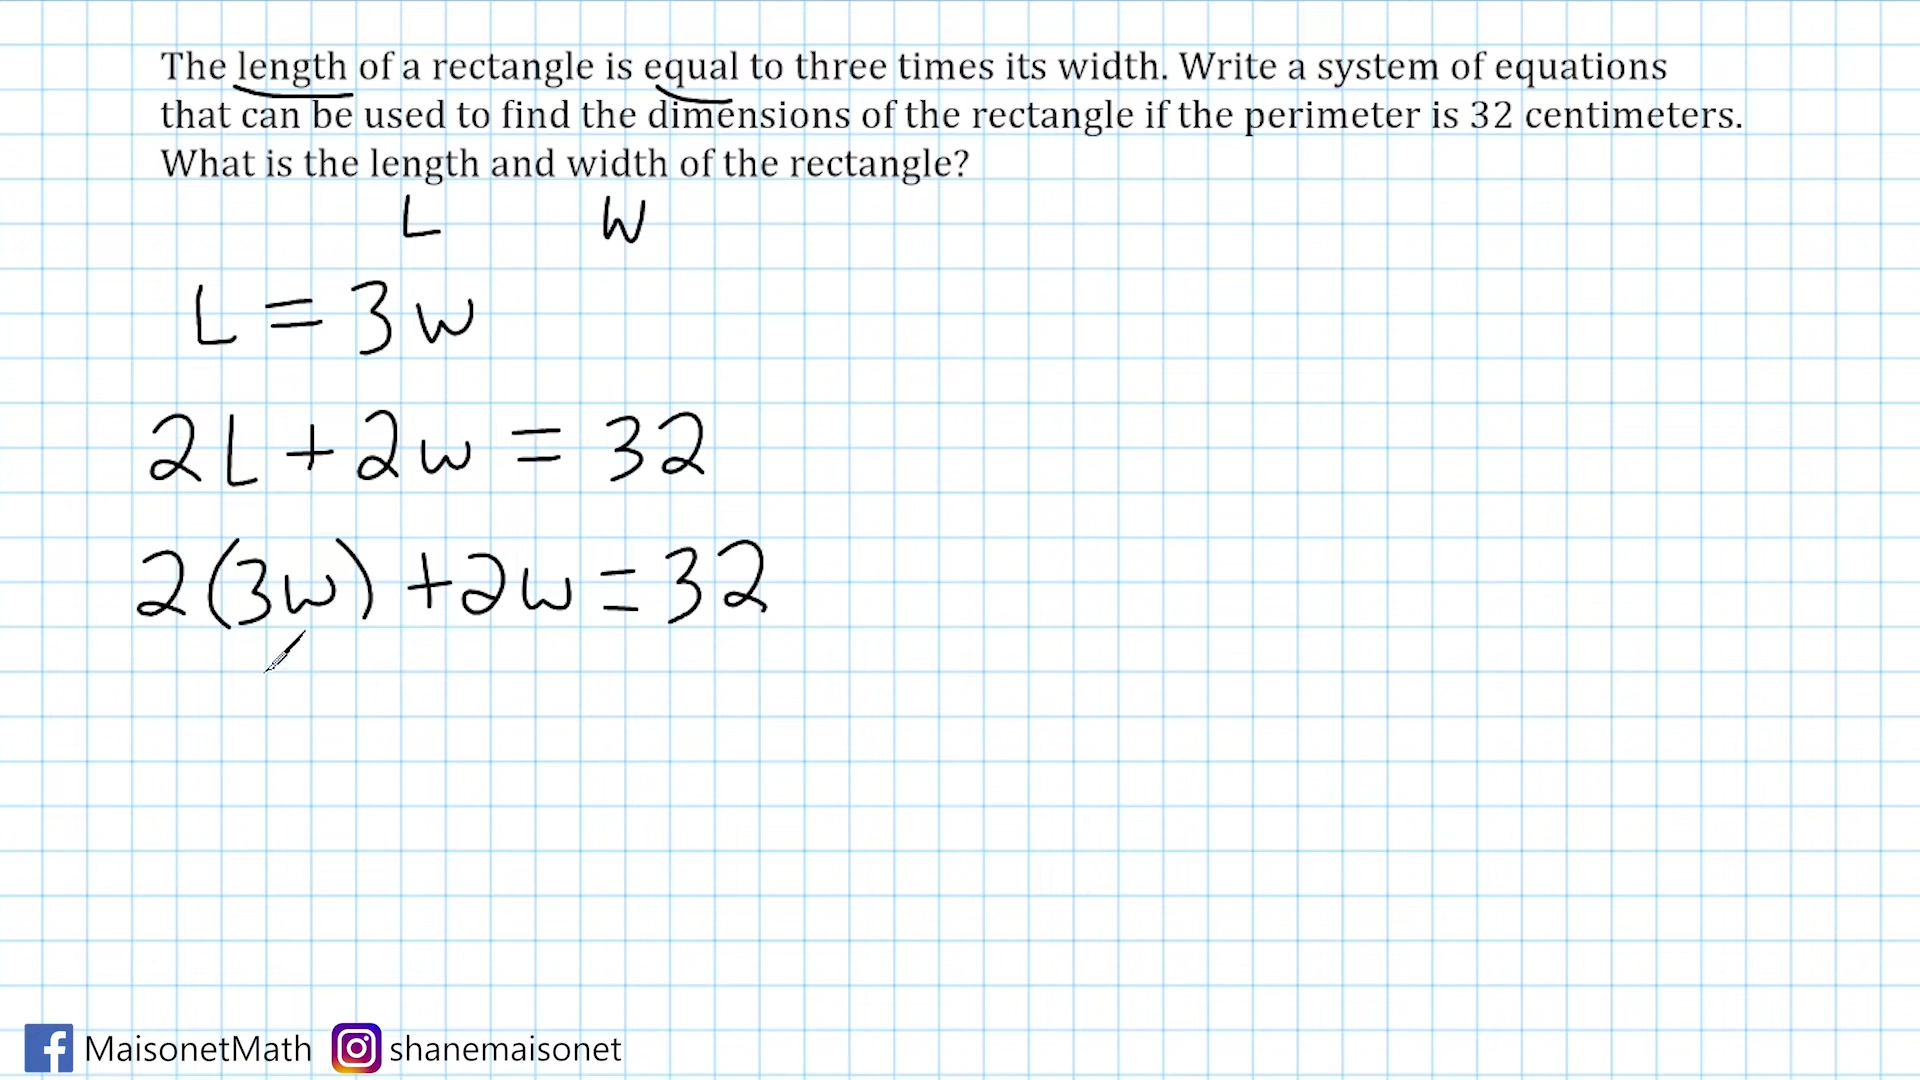 The length of a rectangle is equal to three times its width. Write a system of equations
that can be used to find the dimensions of the rectangle if the perimeter is 32 centimeters.
What is the length and width of the rectangle?
L W
L = 3w
2L + 2w = 32
2(3w) + 2w = 32
MaisonetMath shanemaisonet